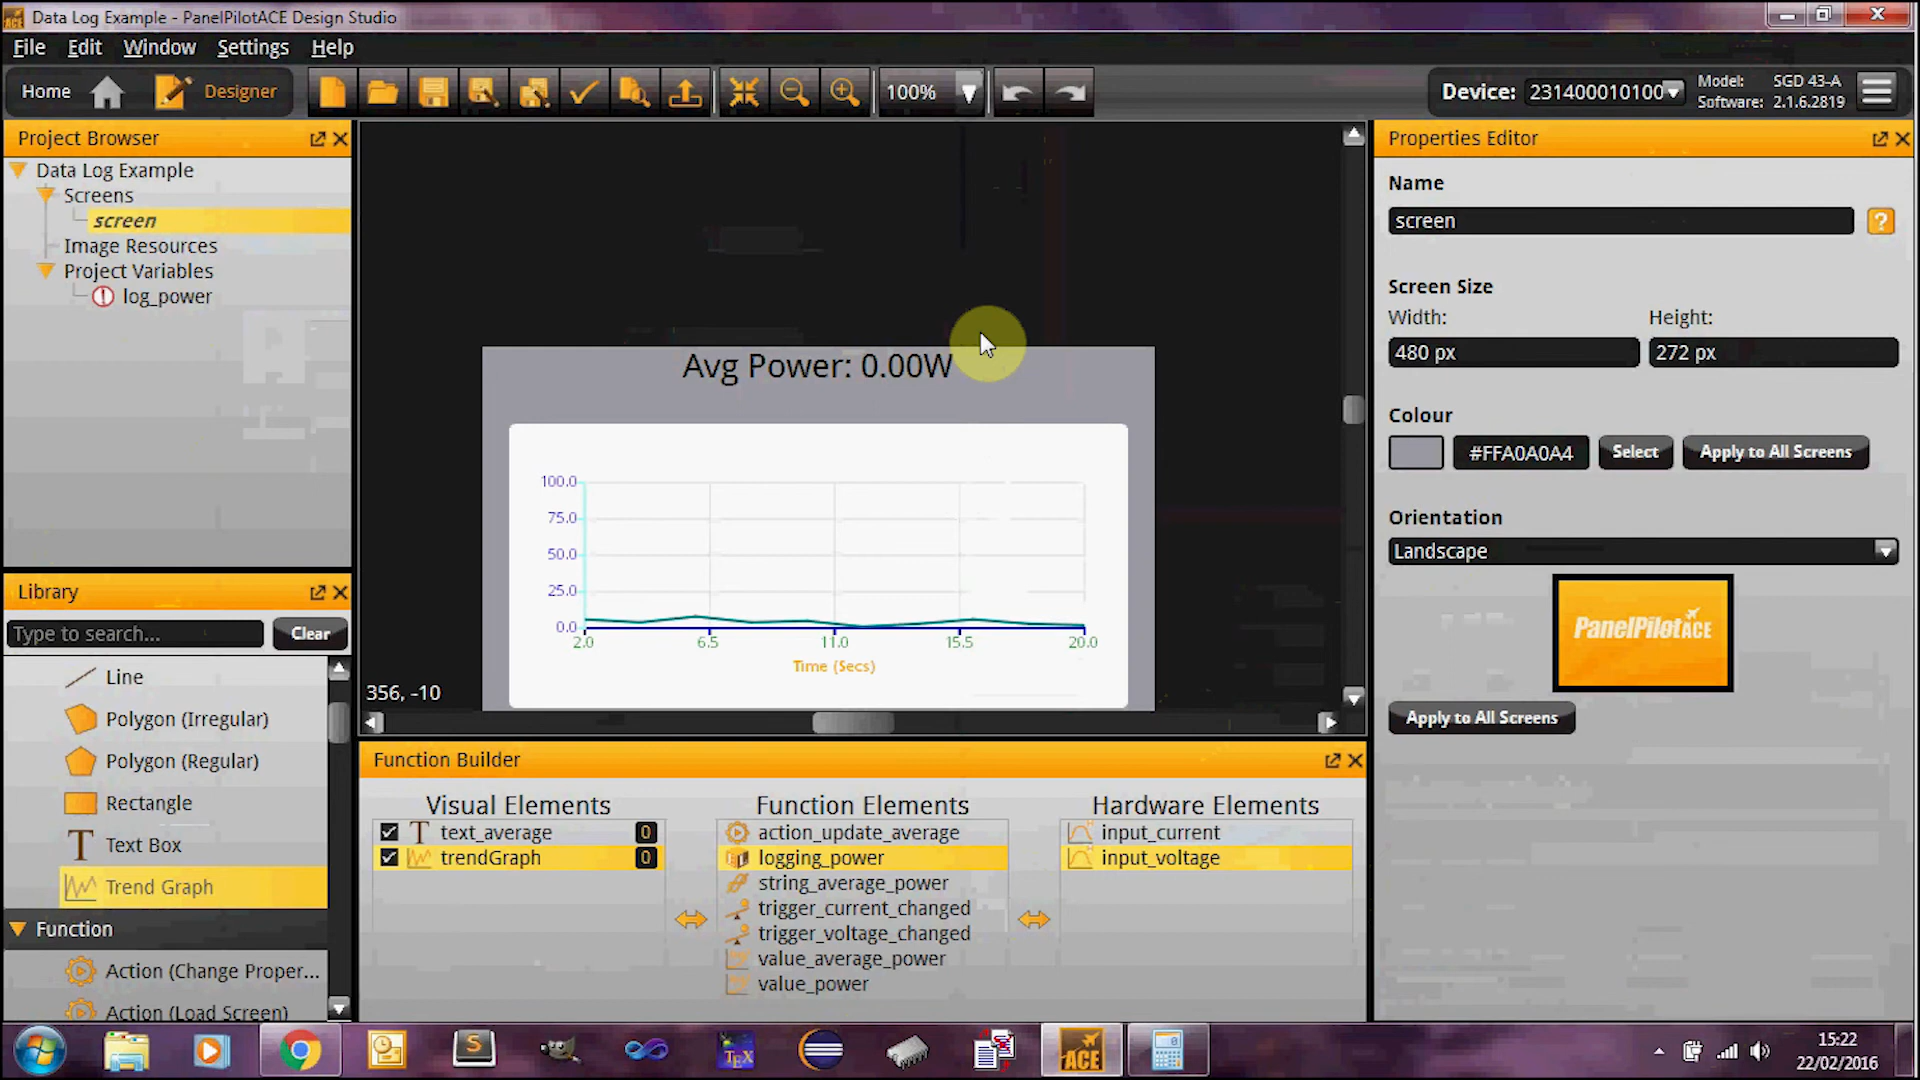 Data Log Example - PanelPilotACE Design Studio
File Edit Window Settings Help
Home Designer 100% Device: 231400010100 Model: SGD 43-A
Software: 2.1.6.2819
Project Browser
Data Log Example
Screens
screen
Image Resources
Project Variables
log_power
Library
Type to search... Clear
Line
Polygon (Irregular)
Polygon (Regular)
Rectangle
Text Box
Trend Graph
Function
Action (Change Proper...
Action (Load Screen)
Avg Power: 0.00W
100.0
75.0
50.0
25.0
0.0
2.0 6.5 11.0 15.5 20.0
Time (Secs)
356, -10
Function Builder
Visual Elements
text_average 0
trendGraph 0
Function Elements
action_update_average
logging_power
string_average_power
trigger_current_changed
trigger_voltage_changed
value_average_power
value_power
Hardware Elements
input_current
input_voltage
Properties Editor
Name
screen ?
Screen Size
Width: Height:
480 px 272 px
Colour
#FFA0A0A4 Select Apply to All Screens
Orientation
Landscape
PanelPilotACE
Apply to All Screens
S
TEX
ACE
15:22
22/02/2016